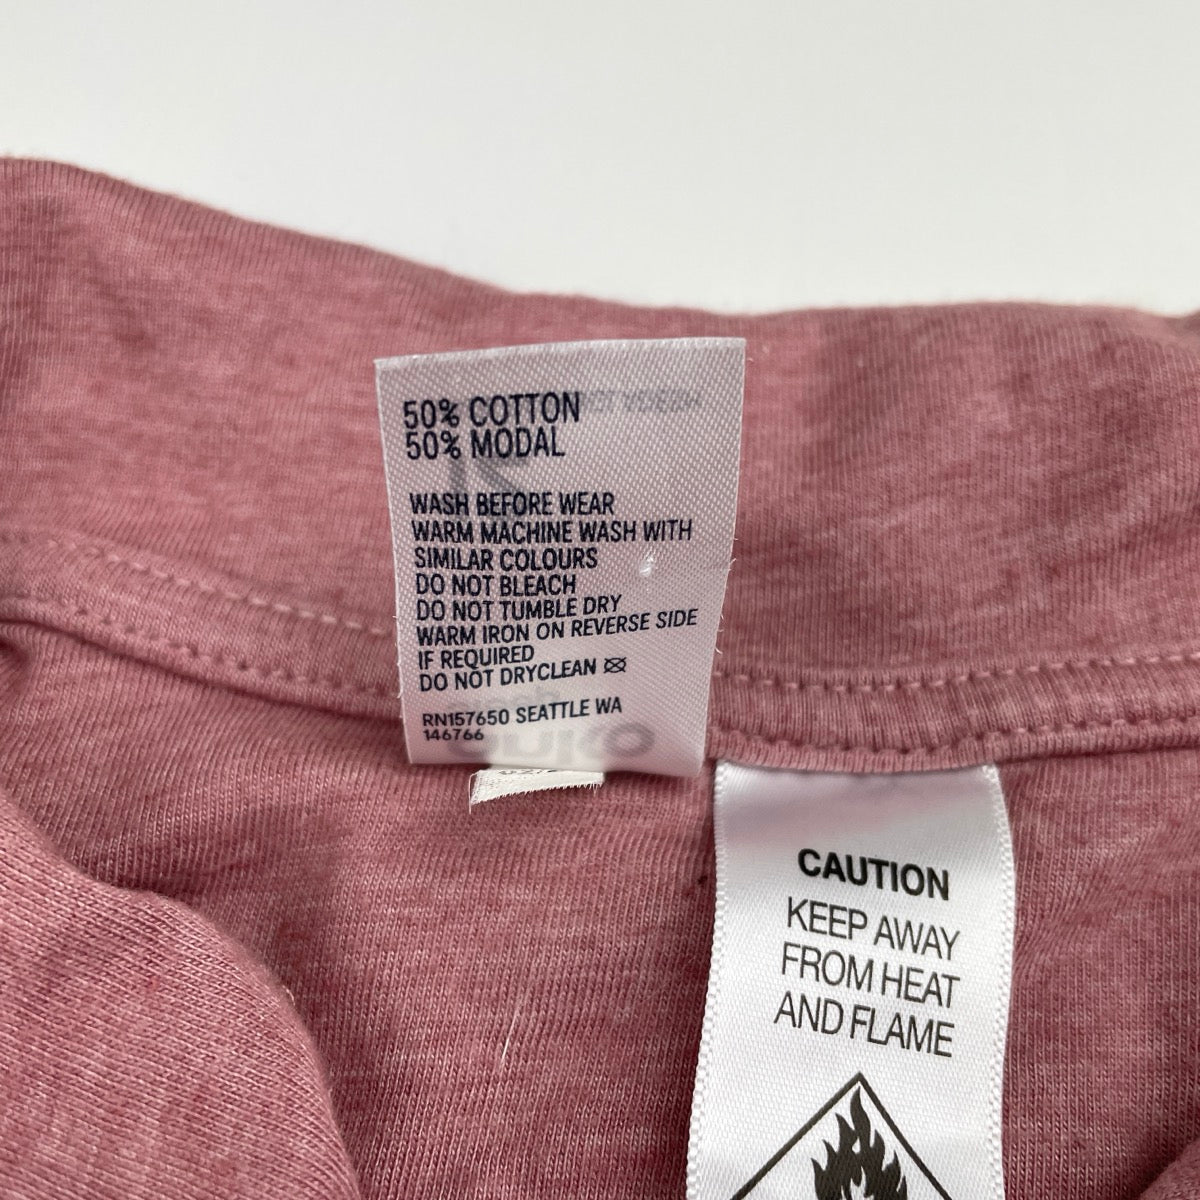 50% COTTON
50% MODAL
WASH BEFORE WEAR
WARM MACHINE WASH WITH
SIMILAR COLOURS
DO NOT BLEACH
DO NOT TUMBLE DRY
WARM IRON ON REVERSE SIDE
IF REQUIRED
DO NOT DRYCLEAN
RN157650 SEATTLE WA
146766
CAUTION
KEEP AWAY
FROM HEAT
AND FLAME